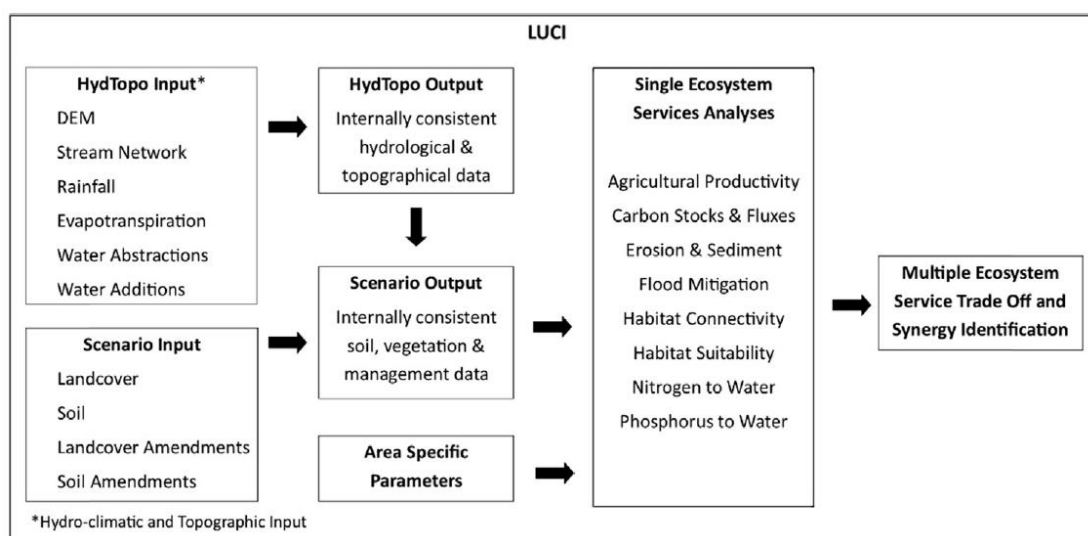 LUCI
HydTopo Input*
DEM
Stream Network
Rainfall
Evapotranspiration
Water Abstractions
Water Additions
Scenario Input
Landcover
Soil
Landcover Amendments
Soil Amendments
*Hydro-climatic and Topographic Input
HydTopo Output
Internally consistent
hydrological &
topographical data
Scenario Output
Internally consistent
soil, vegetation &
management data
Area Specific
Parameters
Single Ecosystem
Services Analyses
Agricultural Productivity
Carbon Stocks & Fluxes
Erosion & Sediment
Flood Mitigation
Habitat Connectivity
Habitat Suitability
Nitrogen to Water
Phosphorus to Water
Multiple Ecosystem
Service Trade Off and
Synergy Identification